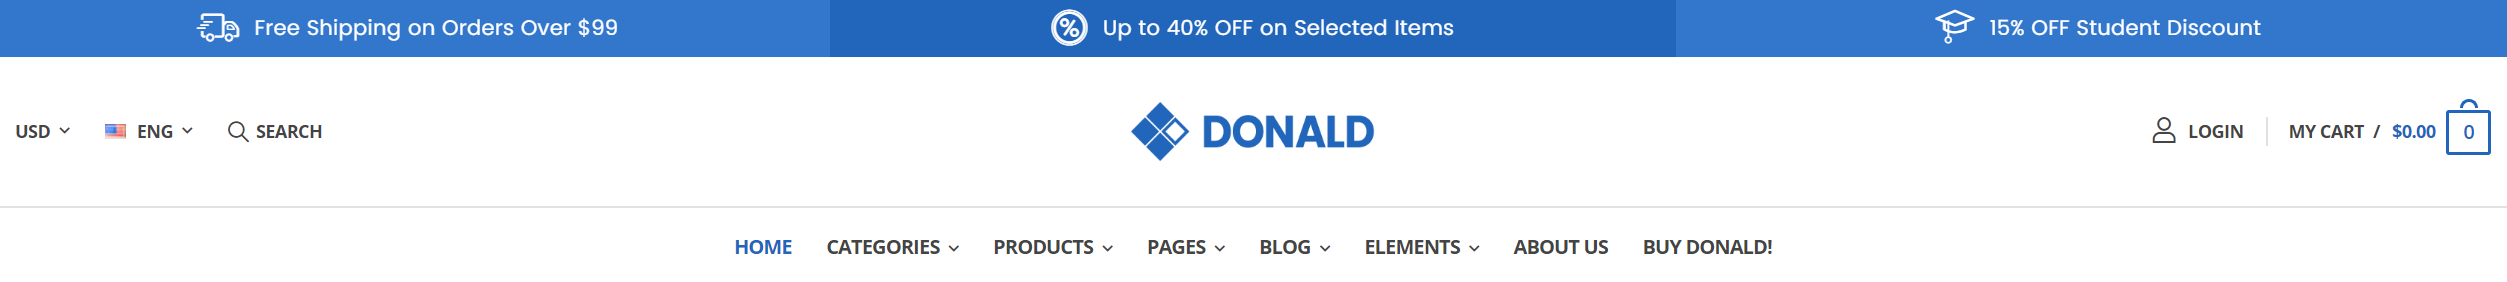 Free Shipping on Orders Over $99 Up to 40% OFF on Selected Items 15% OFF Student Discount
USD ENG SEARCH DONALD LOGIN MY CART / $0.00 0
HOME CATEGORIES PRODUCTS PAGES BLOG ELEMENTS ABOUT US BUY DONALD!